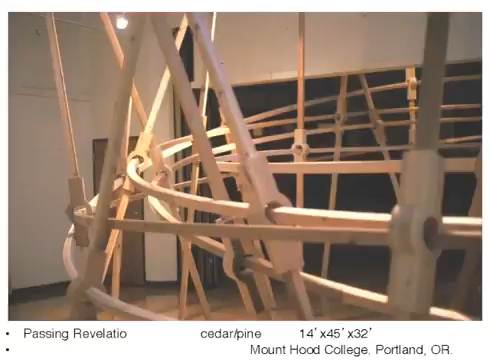 • Passing Revelatio cedar/pine 14'x45'x32'
• Mount Hood College, Portland, OR.